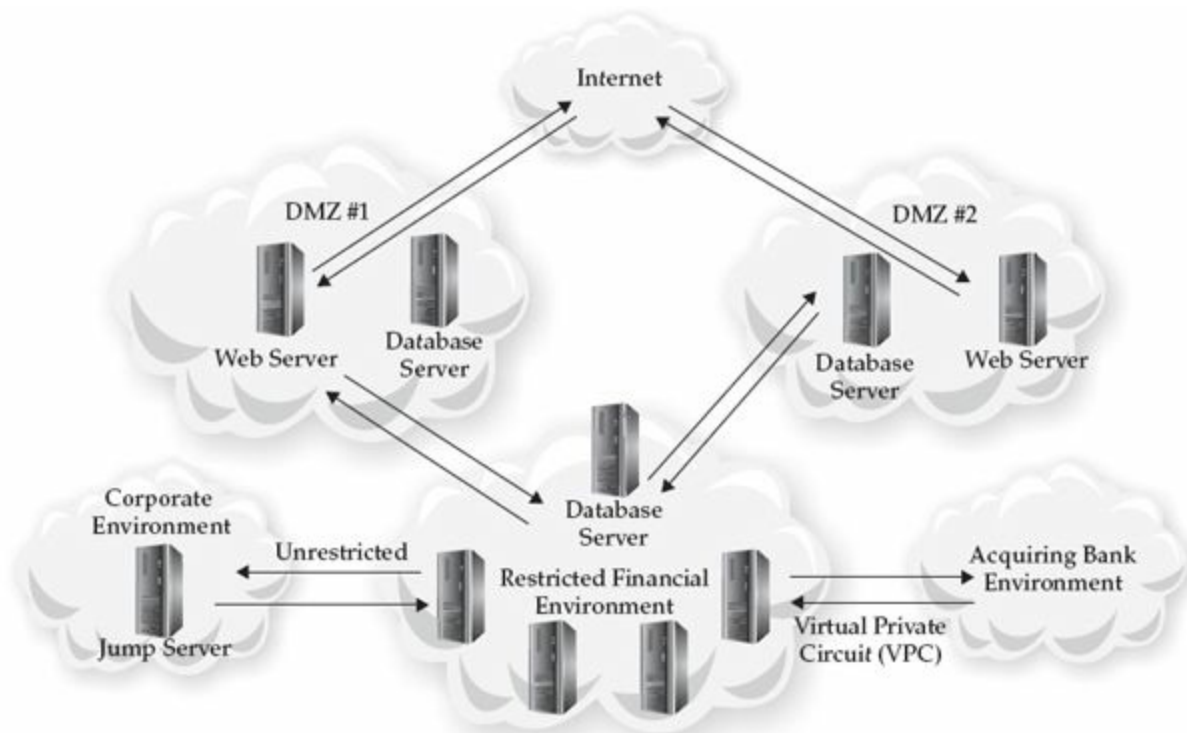 Internet
DMZ #1
DMZ #2
Web Server
Database
Server
Database
Server
Web Server
Database
Server
Corporate
Environment
Unrestricted
Jump Server
Restricted Financial
Environment
Acquiring Bank
Environment
Virtual Private
Circuit (VPC)